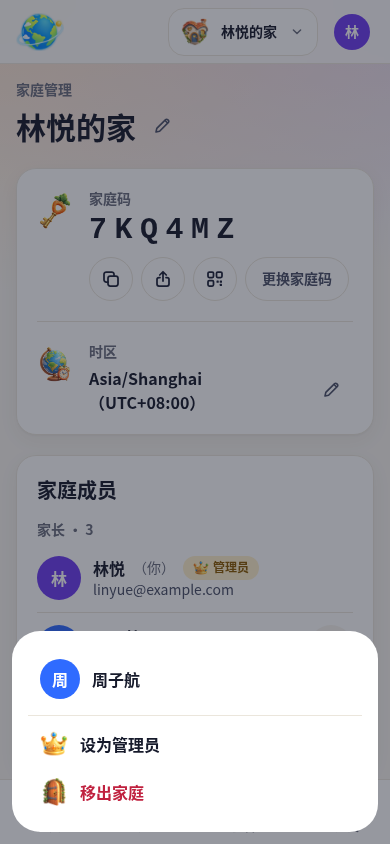 林悦的家
林
家庭管理
林悦的家
家庭码
7KQ4MZ
更换家庭码
时区
Asia/Shanghai
（UTC+08:00）
家庭成员
家长 · 3
林
林悦 （你） 管理员
linyue@example.com
周
周子航
设为管理员
移出家庭